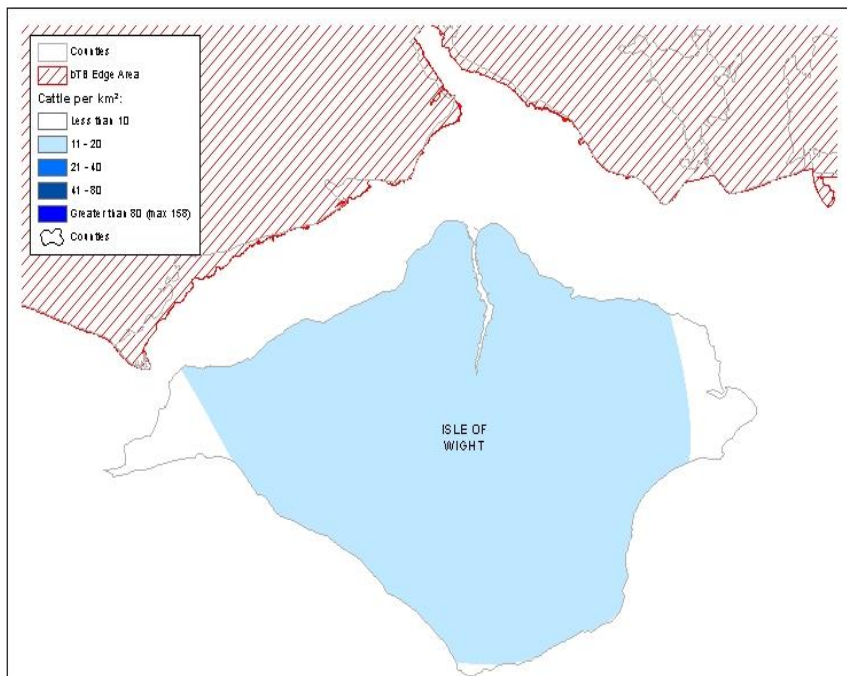 Counties
bTB Edge Area
Cattle per km²:
Less than 10
11 - 20
21 - 40
41 - 80
Greater than 80 (max 158)
Counties
ISLE OF
WIGHT